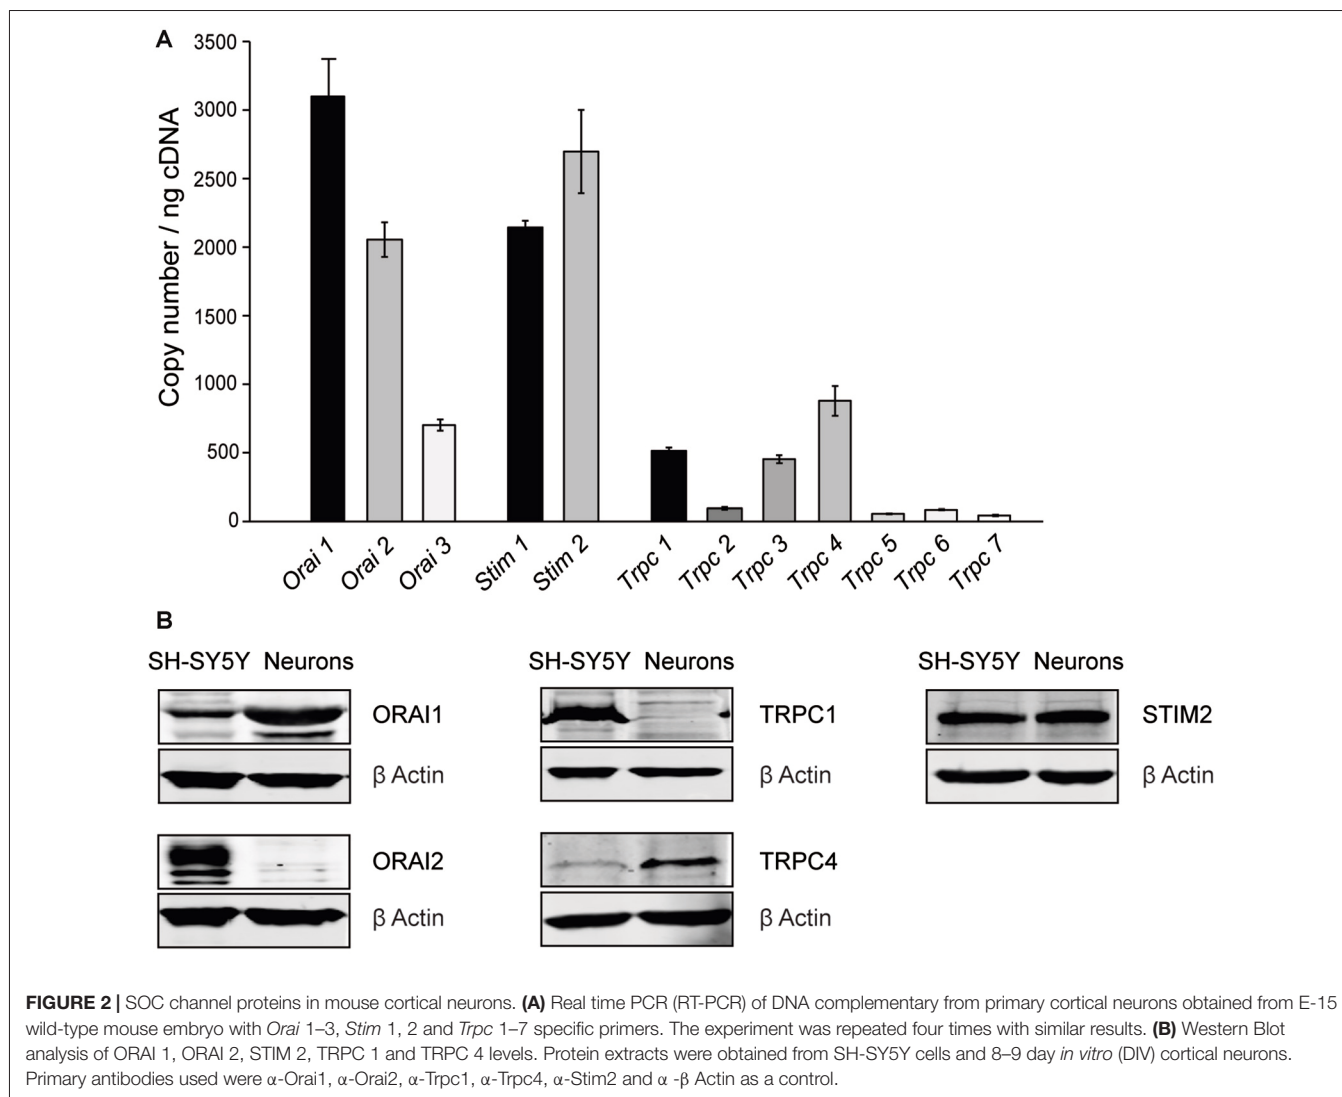 A
3500
3000
2500
2000
1500
1000
500
0
Copy number / ng cDNA
Orai 1
Orai 2
Orai 3
Stim 1
Stim 2
Trpc 1
Trpc 2
Trpc 3
Trpc 4
Trpc 5
Trpc 6
Trpc 7
B
SH-SY5Y Neurons
ORAI1
β Actin
ORAI2
β Actin
SH-SY5Y Neurons
TRPC1
β Actin
TRPC4
β Actin
SH-SY5Y Neurons
STIM2
β Actin
FIGURE 2 | SOC channel proteins in mouse cortical neurons. (A) Real time PCR (RT-PCR) of DNA complementary from primary cortical neurons obtained from E-15
wild-type mouse embryo with Orai 1–3, Stim 1, 2 and Trpc 1–7 specific primers. The experiment was repeated four times with similar results. (B) Western Blot
analysis of ORAI 1, ORAI 2, STIM 2, TRPC 1 and TRPC 4 levels. Protein extracts were obtained from SH-SY5Y cells and 8–9 day in vitro (DIV) cortical neurons.
Primary antibodies used were α-Orai1, α-Orai2, α-Trpc1, α-Trpc4, α-Stim2 and α -β Actin as a control.